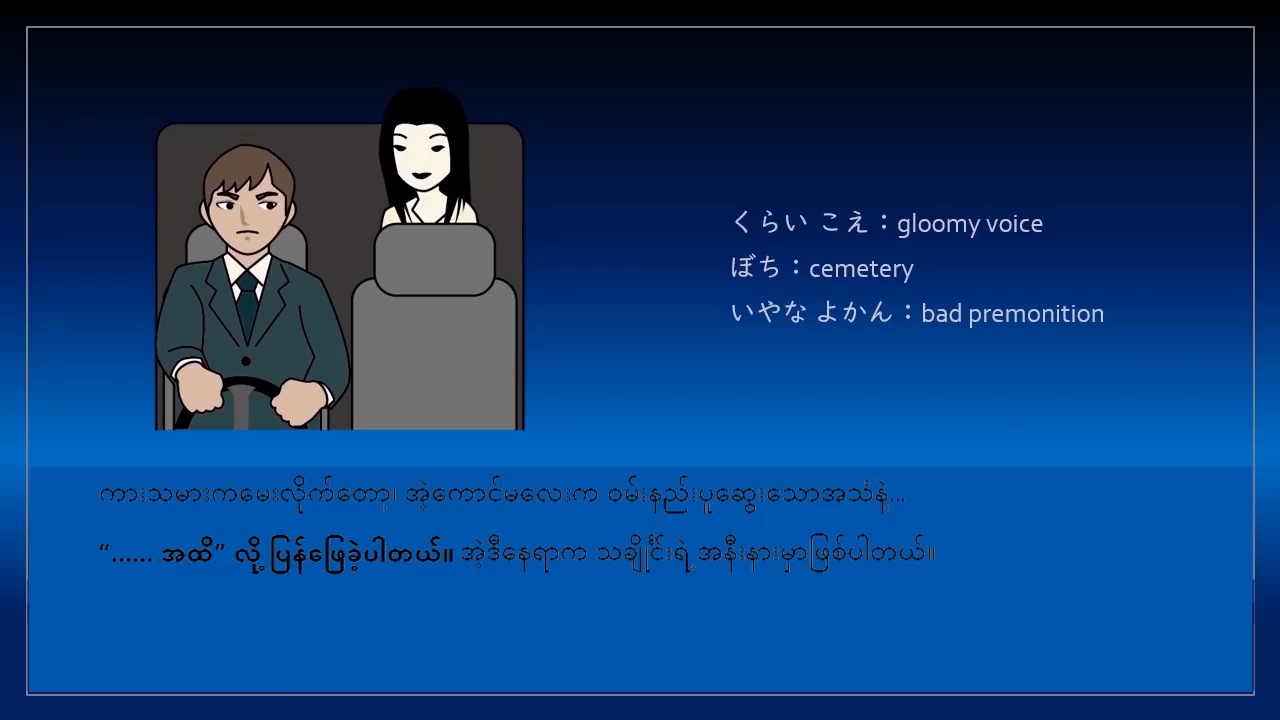 くらい こえ：gloomy voice
ぼち：cemetery
いやな よかん：bad premonition
ကားသမားကမေးလိုက်တော့၊ အဲ့ကောင်မလေးက ဝမ်းနည်းပူဆွေးသောအသံနဲ့...
“...... အထိ” လို့ ပြန်ဖြေခဲ့ပါတယ်။ အဲ့ဒီနေရာက သချိုင်္င်းရဲ့ အနီးနားမှာဖြစ်ပါတယ်။